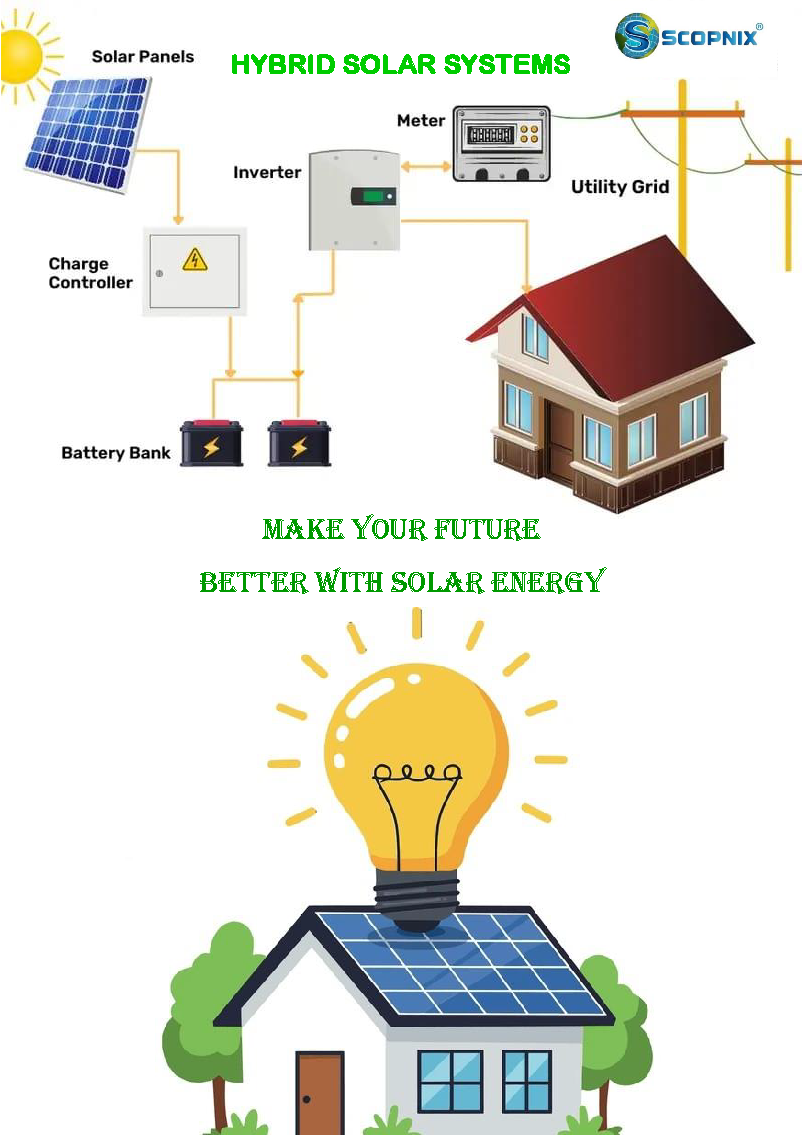 Solar Panels
HYBRID SOLAR SYSTEMS
SCOPNIX®
Meter
Inverter
Utility Grid
Charge
Controller
Battery Bank
MAKE YOUR FUTURE
BETTER WITH SOLAR ENERGY